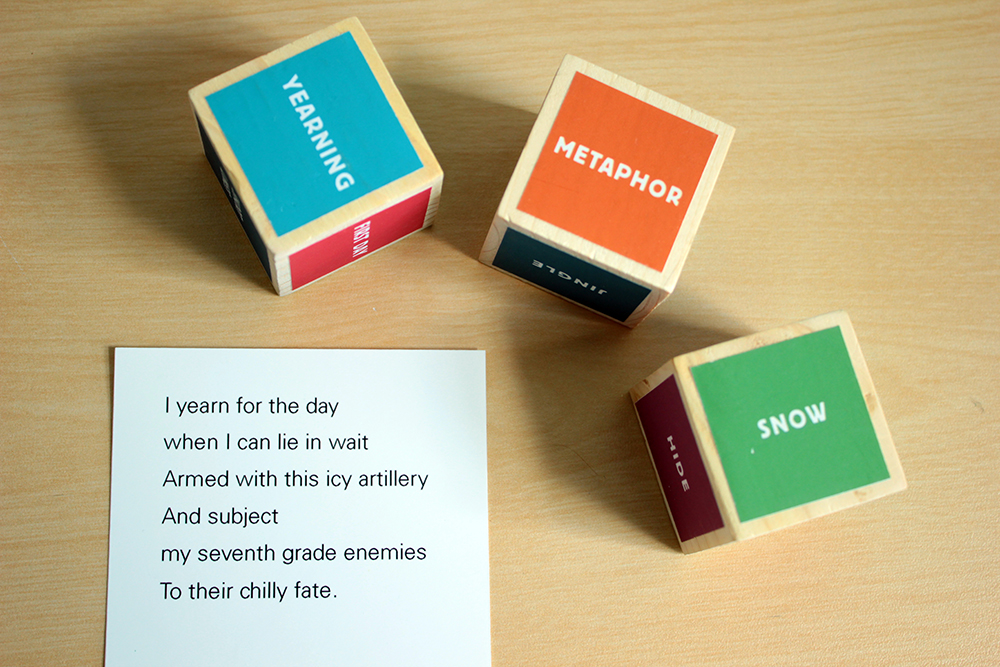 YEARNING
FIRST DAY
METAPHOR
JINGLE
SNOW
HIDE
I yearn for the day
when I can lie in wait
Armed with this icy artillery
And subject
my seventh grade enemies
To their chilly fate.